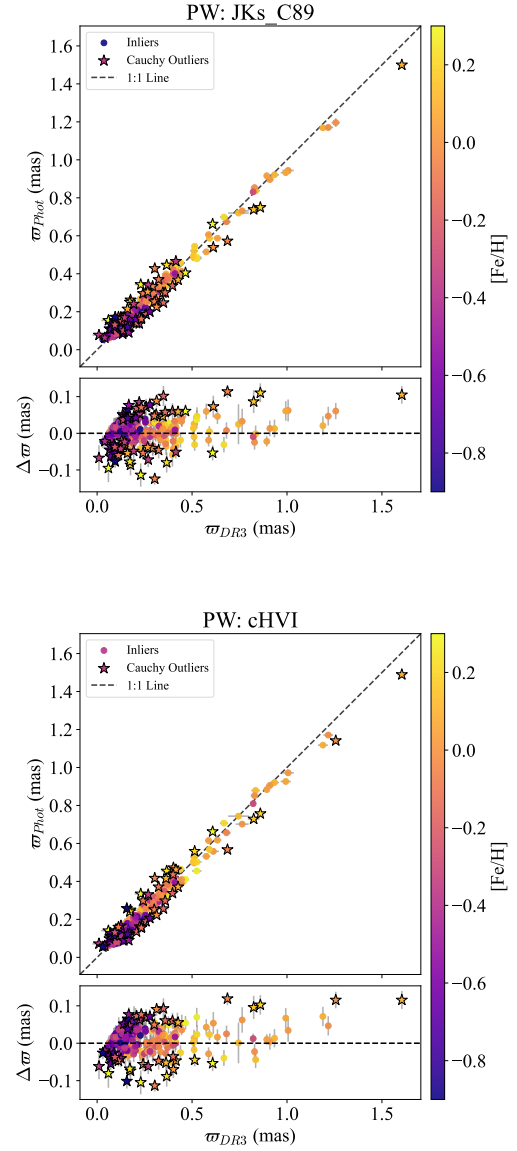 PW: JKs_C89
Inliers
Cauchy Outliers
1:1 Line
1.6
1.4
1.2
1.0
0.8
0.6
0.4
0.2
0.0
ϖPhot (mas)
0.2
0.0
−0.2
−0.4
−0.6
−0.8
[Fe/H]
0.1
0.0
−0.1
Δϖ (mas)
0.0 0.5 1.0 1.5
ϖDR3 (mas)
PW: cHVI
Inliers
Cauchy Outliers
1:1 Line
1.6
1.4
1.2
1.0
0.8
0.6
0.4
0.2
0.0
ϖPhot (mas)
0.2
0.0
−0.2
−0.4
−0.6
−0.8
[Fe/H]
0.1
0.0
−0.1
Δϖ (mas)
0.0 0.5 1.0 1.5
ϖDR3 (mas)